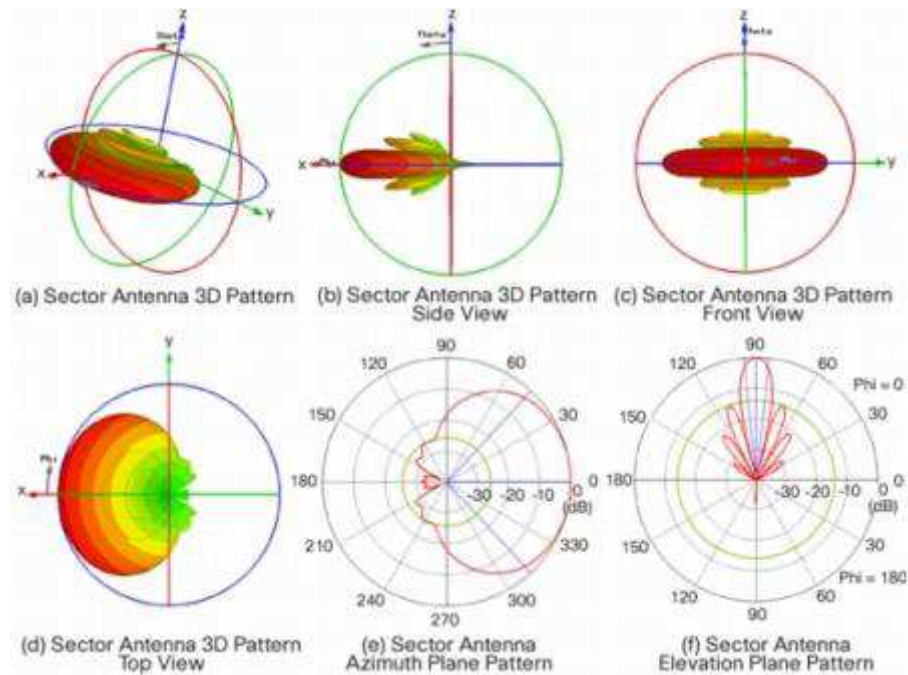 z
Theta
x
y
(a) Sector Antenna 3D Pattern
z
Theta
x
(b) Sector Antenna 3D Pattern
Side View
z
Theta
y
(c) Sector Antenna 3D Pattern
Front View
y
Phi
x
(d) Sector Antenna 3D Pattern
Top View
90
120 60
150 30
180 -30 -20 -10 0 0
(dB)
210 330
240 300
270
(e) Sector Antenna
Azimuth Plane Pattern
90
120 60
Phi = 0
150 30
180 -30 -20 -10 0 0
(dB)
150 30
Phi = 180
120 60
90
(f) Sector Antenna
Elevation Plane Pattern